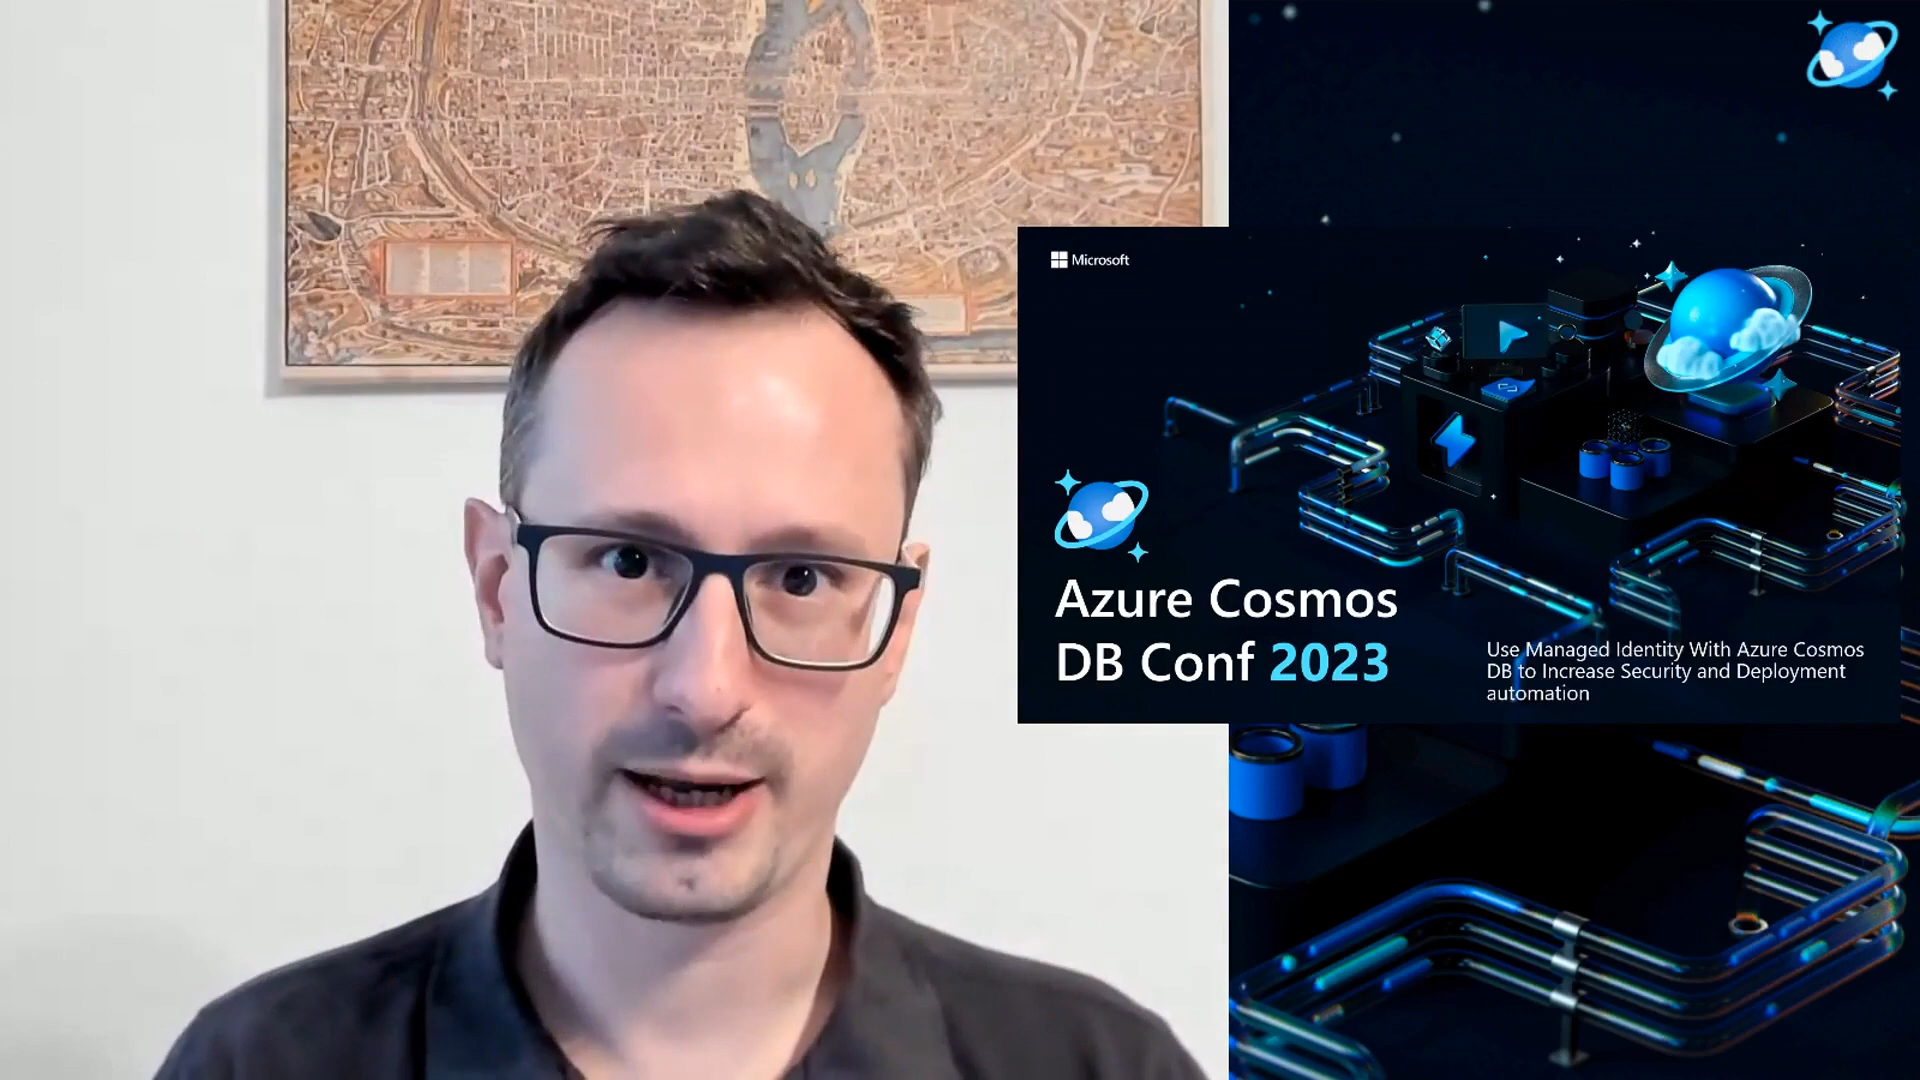 Microsoft
Azure Cosmos
DB Conf 2023
Use Managed Identity With Azure Cosmos
DB to Increase Security and Deployment
automation